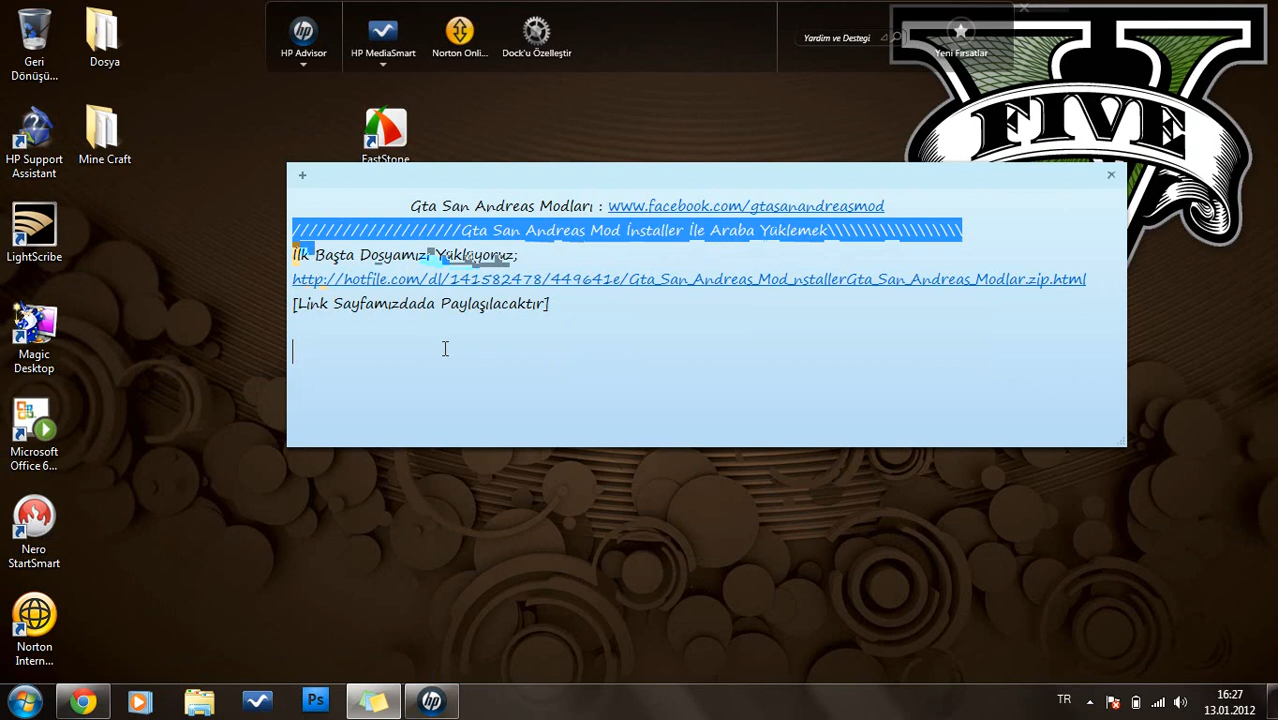 Geri
Dönüşü...
Dosya
HP Advisor
HP MediaSmart
Norton Onli...
Dock'u Özelleştir
Yardım ve Destegi
Yeni Fırsatlar
V
FIVE
HP Support
Assistant
Mine Craft
FastStone
LightScribe
Magic
Desktop
Microsoft
Office 6...
Nero
StartSmart
Norton
Intern...
+
×
Gta San Andreas Modları : www.facebook.com/gtasanandreasmod
/////////////////////Gta San Andreas Mod İnstaller İle Araba Yüklemek\\\\\\\\\\\\\\\\\\\\
İlk Başta Dosyamızı Yüklüyoruz;
http://hotfile.com/dl/141582478/449641e/Gta_San_Andreas_Mod_nstallerGta_San_Andreas_Modlar.zip.html
[Link Sayfamızdada Paylaşılacaktır]
Ps
hp
TR
16:27
13.01.2012